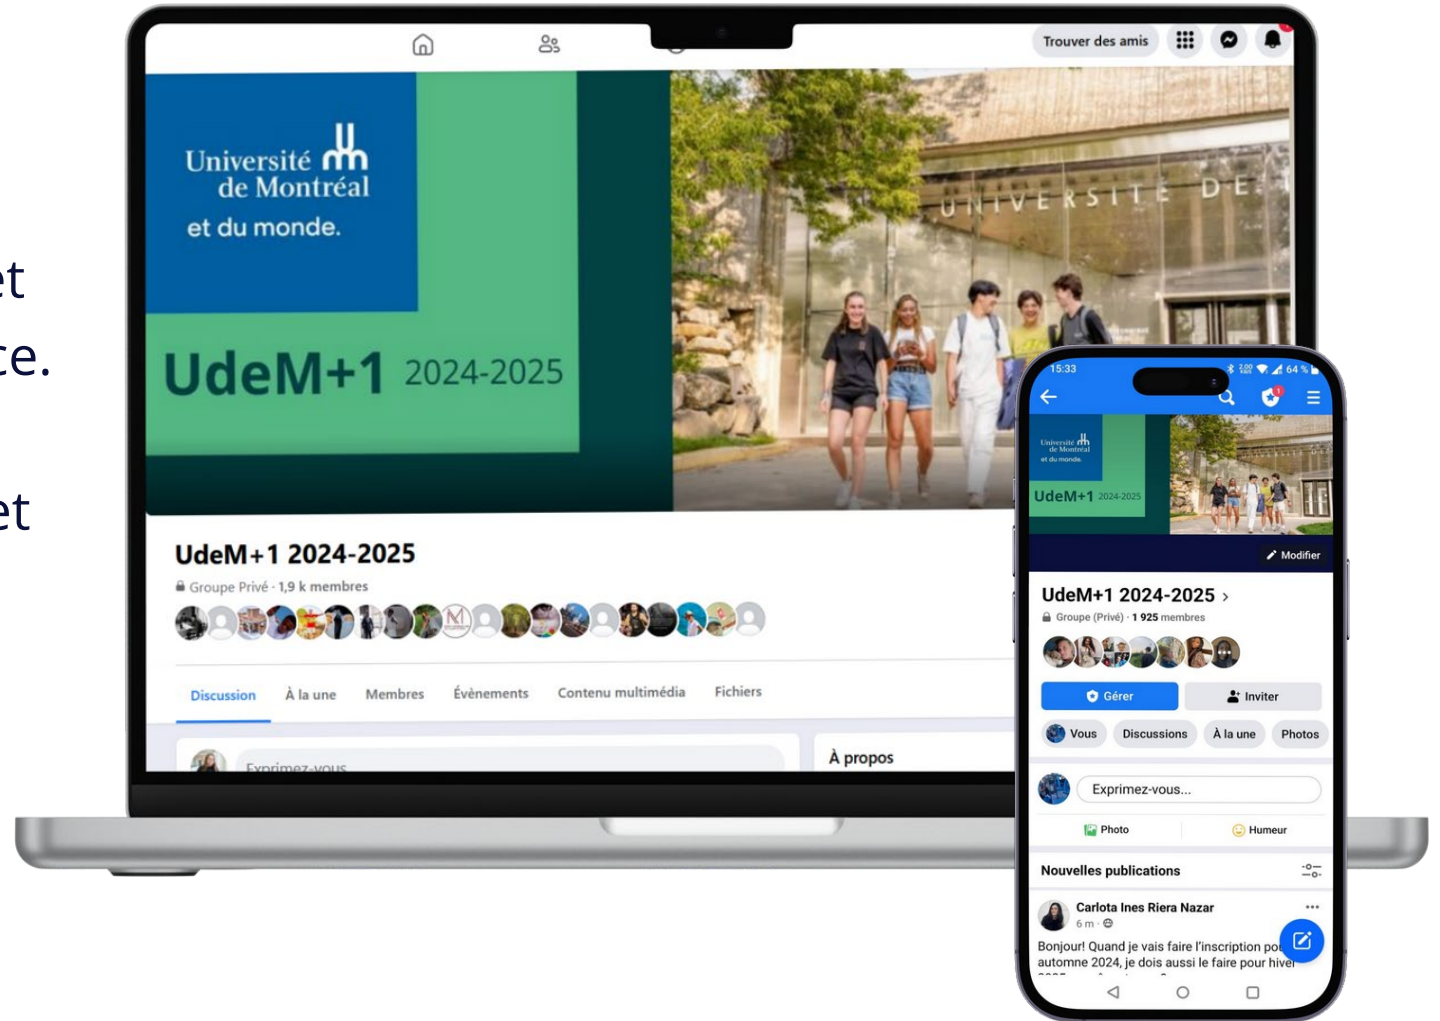 et
ce.
et
Trouver des amis
Université
de Montréal
et du monde.
UNIVERSITÉ DE
UdeM+1 2024-2025
UdeM+1 2024-2025
Groupe Privé · 1,9 k membres
Discussion À la une Membres Évènements Contenu multimédia Fichiers
Exprimez-vous
À propos
15:33
64 %
1
Université
de Montréal
et du monde.
UdeM+1 2024-2025
Modifier
UdeM+1 2024-2025 >
Groupe (Privé) · 1 925 membres
Gérer Inviter
Vous Discussions À la une Photos
Exprimez-vous...
Photo Humeur
Nouvelles publications
Carlota Ines Riera Nazar
6 m ·
Bonjour! Quand je vais faire l'inscription
automne 2024, je dois aussi le faire pour hiver